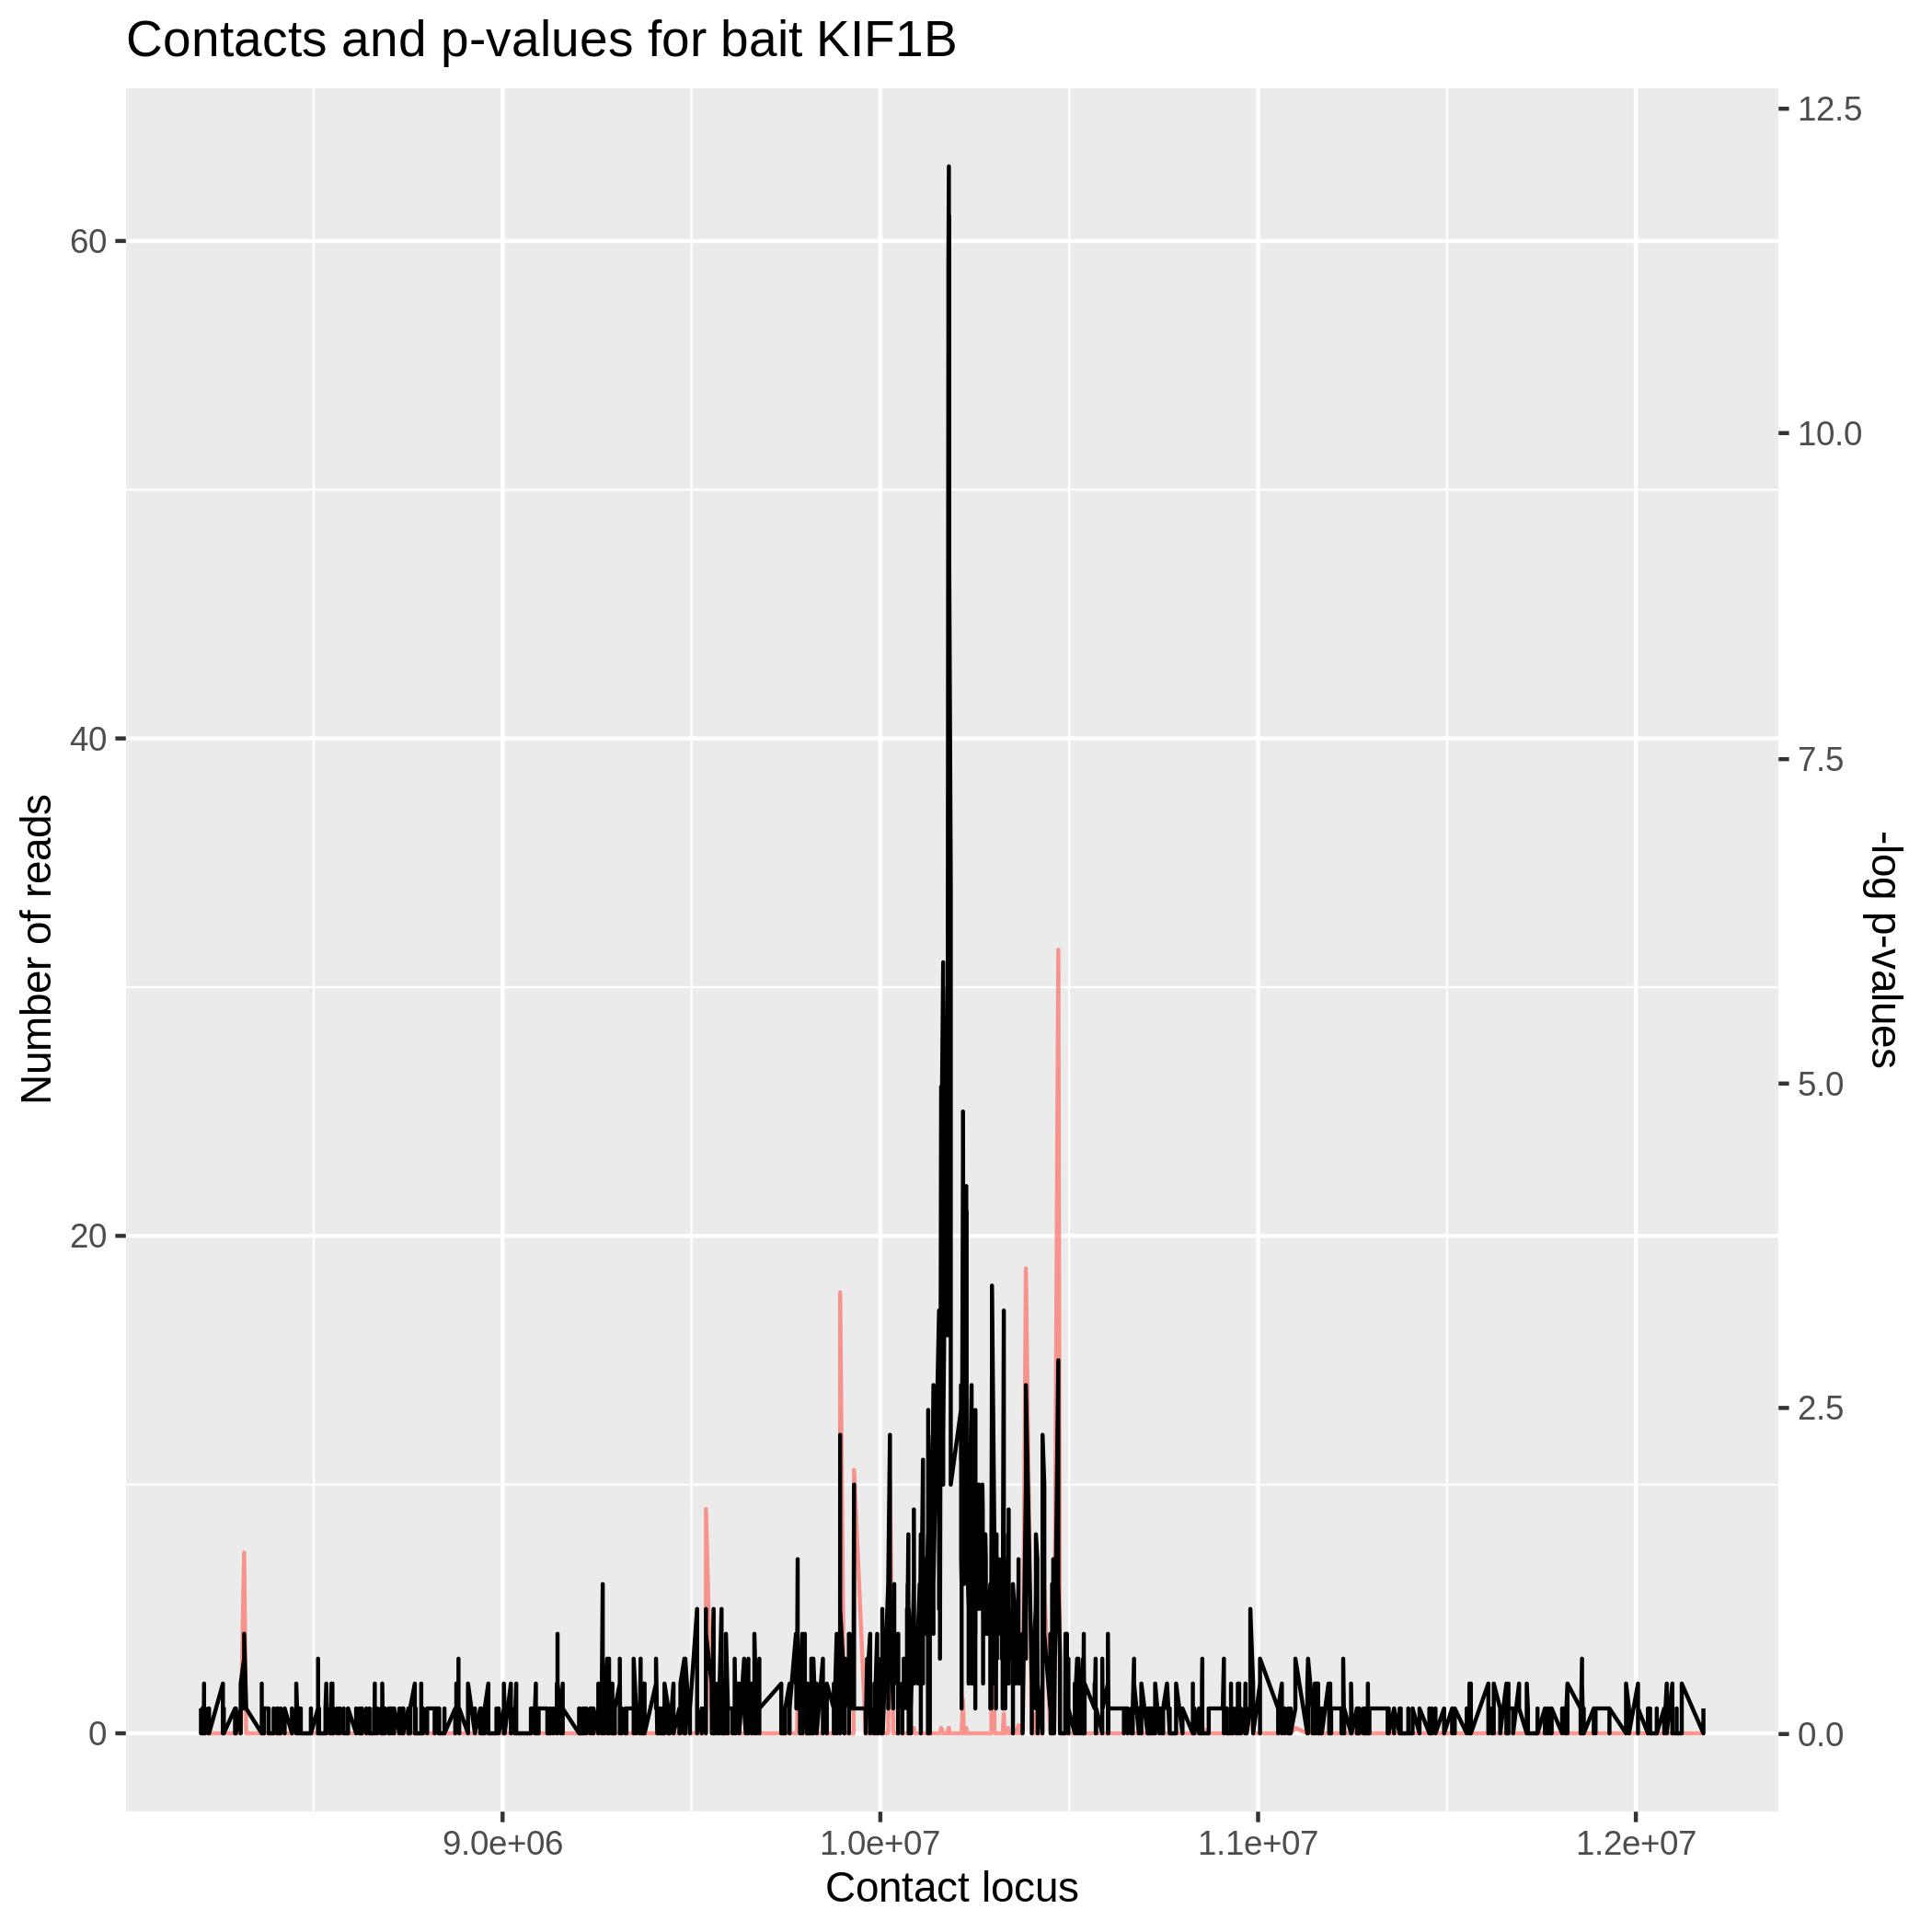 Contacts and p-values for bait KIF1B
12.5
60
10.0
40
7.5
5.0
20
2.5
0
0.0
Number of reads
-log p-values
9.0e+06
1.0e+07
1.1e+07
1.2e+07
Contact locus